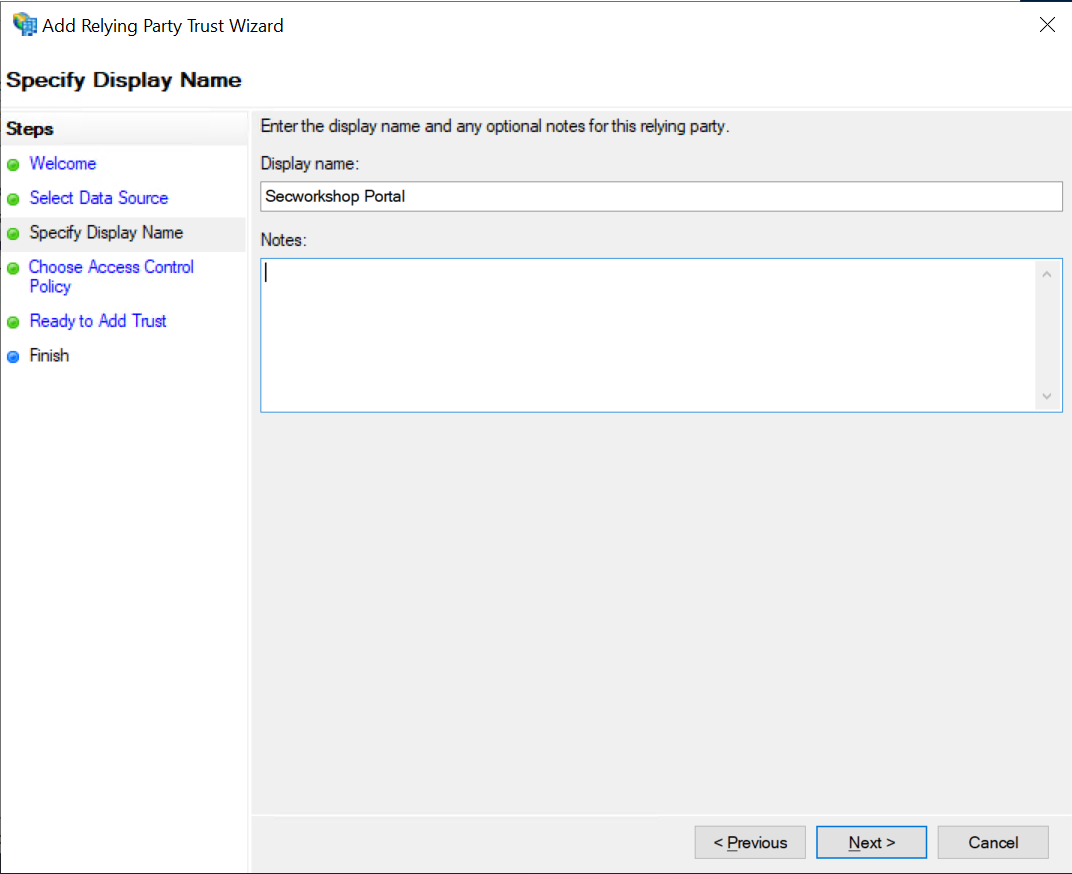 Add Relying Party Trust Wizard
Specify Display Name
Steps
Welcome
Select Data Source
Specify Display Name
Choose Access Control
Policy
Ready to Add Trust
Finish
Enter the display name and any optional notes for this relying party.
Display name:
Secworkshop Portal
Notes:
< Previous
Next >
Cancel